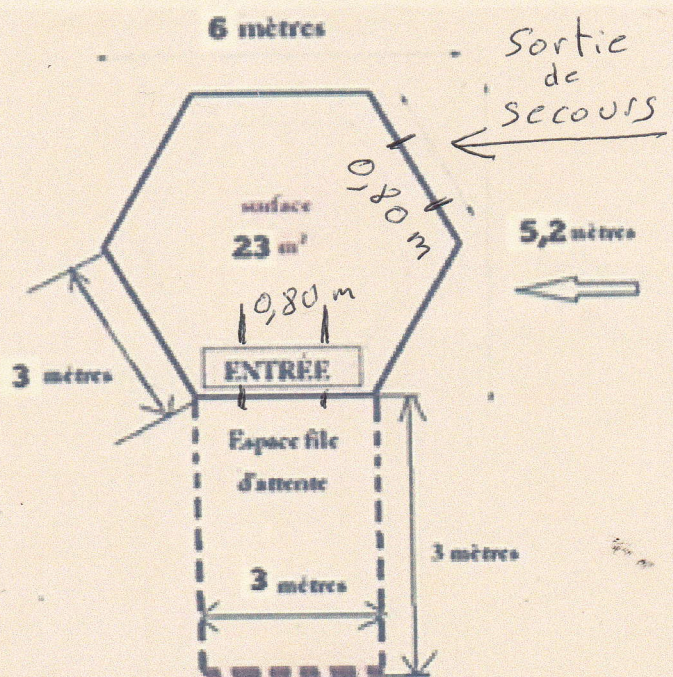 6 mètres
Sortie
de
secours
0,80 m
surface
23 m²
5,2 mètres
0,80 m
3 mètres
ENTRÉE
Espace file
d'attente
3 mètres
3 mètres